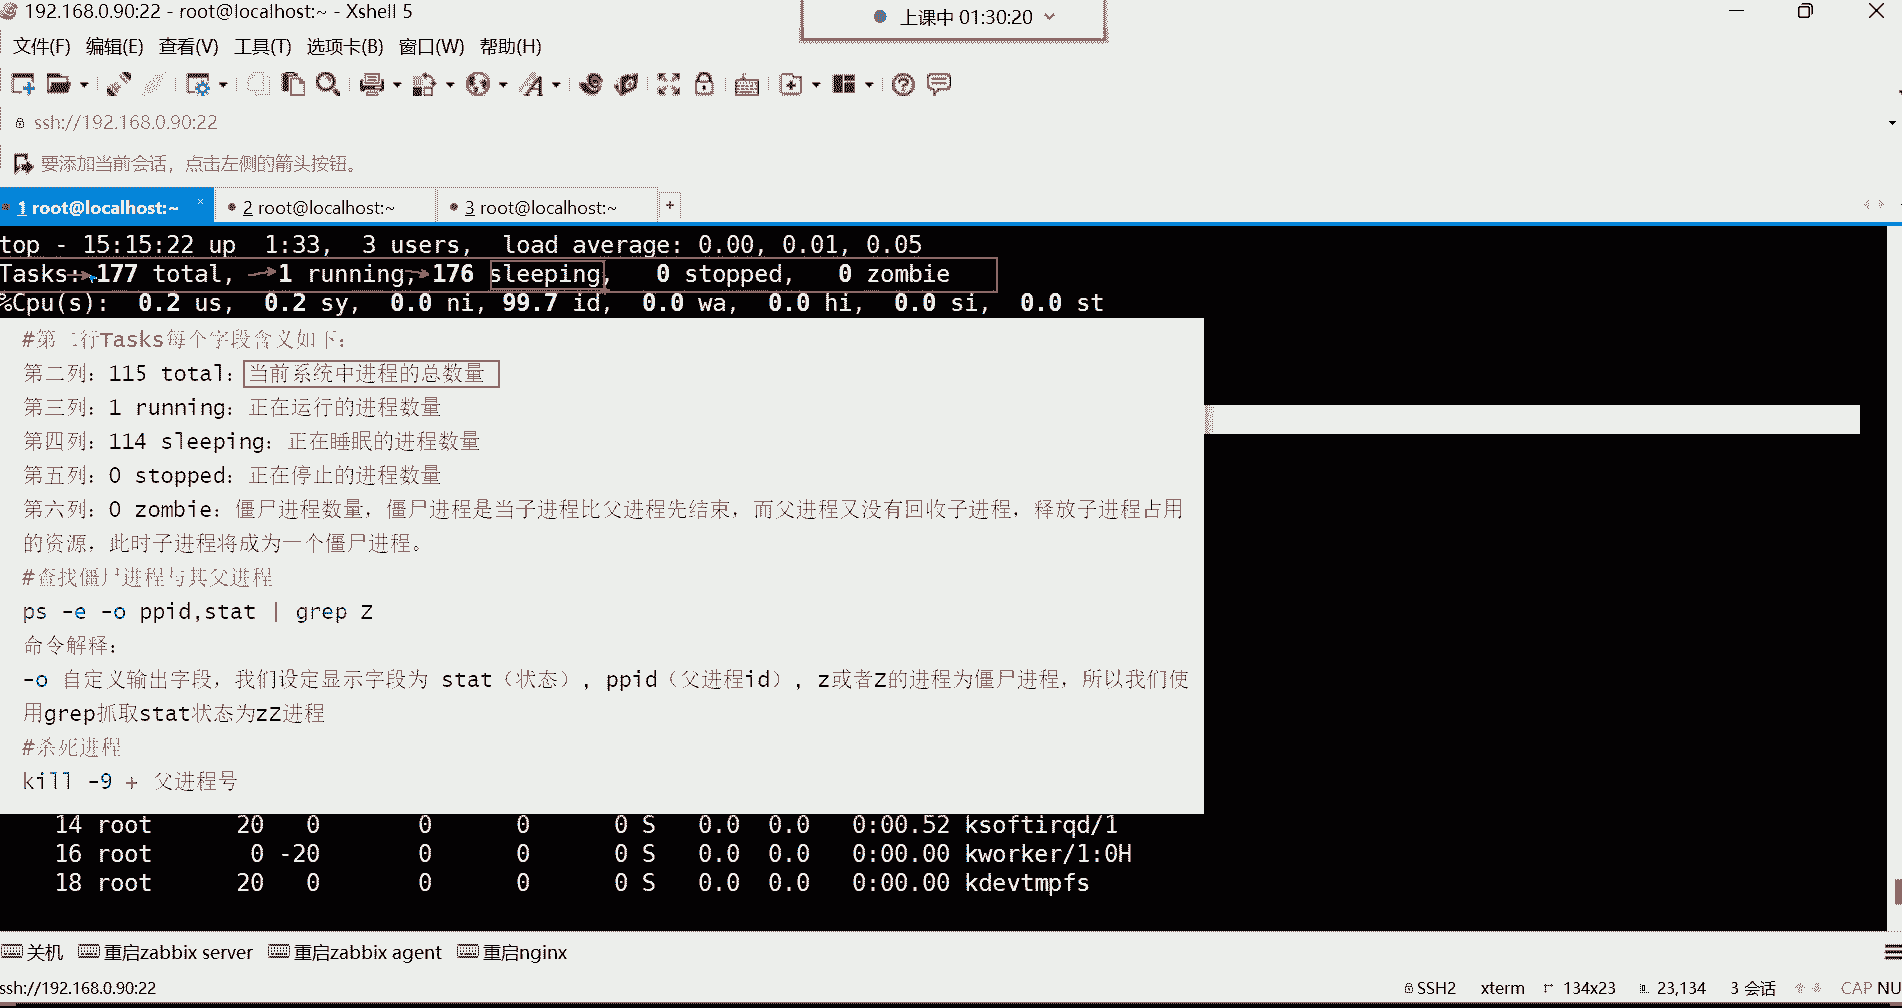 192.168.0.90:22 - root@localhost:~ - Xshell 5
上课中 01:30:20
文件(F) 编辑(E) 查看(V) 工具(T) 选项卡(B) 窗口(W) 帮助(H)
ssh://192.168.0.90:22
要添加当前会话，点击左侧的箭头按钮。
1 root@localhost:~ 2 root@localhost:~ 3 root@localhost:~
top - 15:15:22 up 1:33, 3 users, load average: 0.00, 0.01, 0.05
Tasks: 177 total, 1 running, 176 sleeping, 0 stopped, 0 zombie
%Cpu(s): 0.2 us, 0.2 sy, 0.0 ni, 99.7 id, 0.0 wa, 0.0 hi, 0.0 si, 0.0 st
#第二行Tasks每个字段含义如下：
第二列：115 total：当前系统中进程的总数量
第三列：1 running：正在运行的进程数量
第四列：114 sleeping：正在睡眠的进程数量
第五列：0 stopped：正在停止的进程数量
第六列：0 zombie：僵尸进程数量，僵尸进程是当子进程比父进程先结束，而父进程又没有回收子进程，释放子进程占用
的资源，此时子进程将成为一个僵尸进程。
#查找僵尸进程与其父进程
ps -e -o ppid,stat | grep Z
命令解释：
-o 自定义输出字段，我们设定显示字段为 stat（状态）, ppid（父进程id）, z或者Z的进程为僵尸进程，所以我们使
用grep抓取stat状态为zZ进程
#杀死进程
kill -9 + 父进程号
14 root 20 0 0 0 0 S 0.0 0.0 0:00.52 ksoftirqd/1
16 root 0 -20 0 0 0 S 0.0 0.0 0:00.00 kworker/1:0H
18 root 20 0 0 0 0 S 0.0 0.0 0:00.00 kdevtmpfs
关机 重启zabbix server 重启zabbix agent 重启nginx
ssh://192.168.0.90:22 SSH2 xterm 134x23 23,134 3 会话 CAP NU